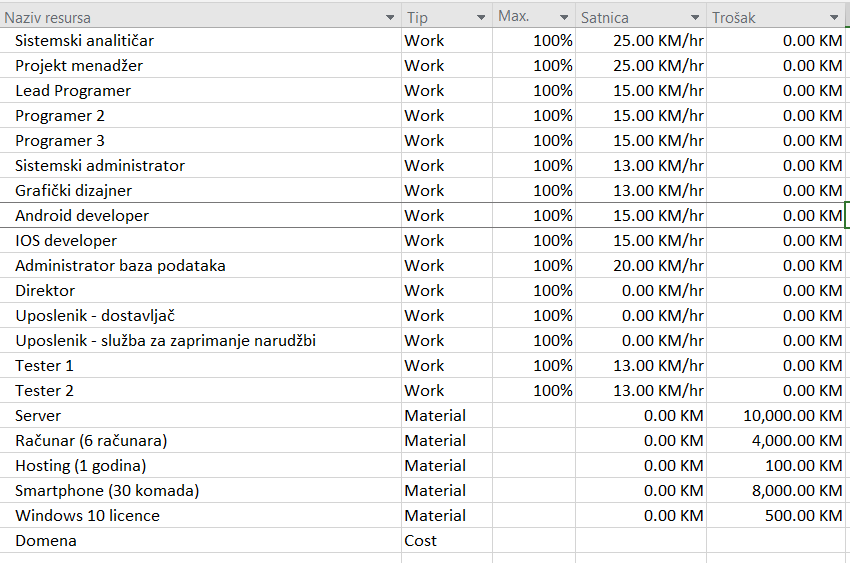 Naziv resursa Tip Max. Satnica Trošak
Sistemski analitičar Work 100% 25.00 KM/hr 0.00 KM
Projekt menadžer Work 100% 25.00 KM/hr 0.00 KM
Lead Programer Work 100% 15.00 KM/hr 0.00 KM
Programer 2 Work 100% 15.00 KM/hr 0.00 KM
Programer 3 Work 100% 15.00 KM/hr 0.00 KM
Sistemski administrator Work 100% 13.00 KM/hr 0.00 KM
Grafički dizajner Work 100% 13.00 KM/hr 0.00 KM
Android developer Work 100% 15.00 KM/hr 0.00 KM
IOS developer Work 100% 15.00 KM/hr 0.00 KM
Administrator baza podataka Work 100% 20.00 KM/hr 0.00 KM
Direktor Work 100% 0.00 KM/hr 0.00 KM
Uposlenik - dostavljač Work 100% 0.00 KM/hr 0.00 KM
Uposlenik - služba za zaprimanje narudžbi Work 100% 0.00 KM/hr 0.00 KM
Tester 1 Work 100% 13.00 KM/hr 0.00 KM
Tester 2 Work 100% 13.00 KM/hr 0.00 KM
Server Material 0.00 KM 10,000.00 KM
Računar (6 računara) Material 0.00 KM 4,000.00 KM
Hosting (1 godina) Material 0.00 KM 100.00 KM
Smartphone (30 komada) Material 0.00 KM 8,000.00 KM
Windows 10 licence Material 0.00 KM 500.00 KM
Domena Cost